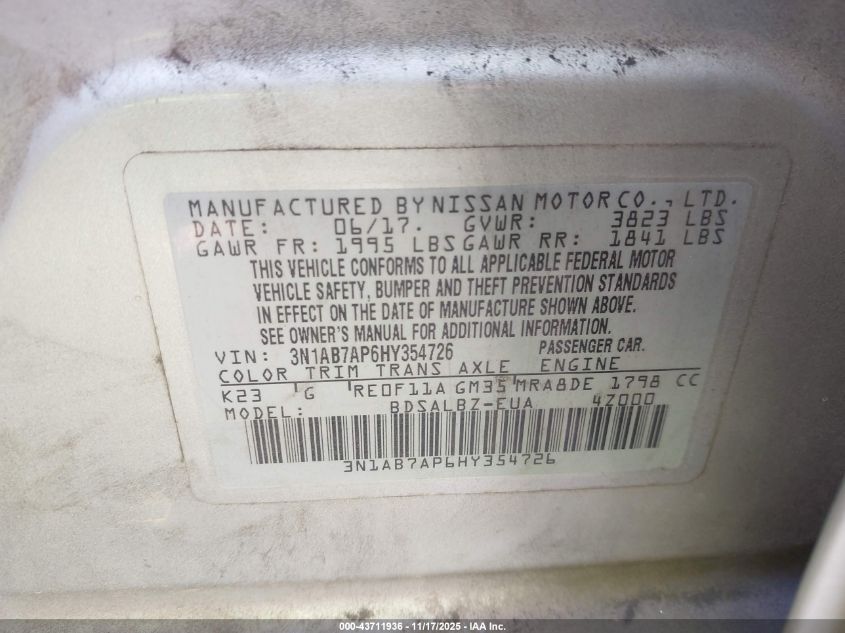 MANUFACTURED BY NISSAN MOTOR CO., LTD.
DATE: 06/17. GVWR: 3823 LBS
GAWR FR: 1995 LBS GAWR RR: 1841 LBS
THIS VEHICLE CONFORMS TO ALL APPLICABLE FEDERAL MOTOR
VEHICLE SAFETY, BUMPER AND THEFT PREVENTION STANDARDS
IN EFFECT ON THE DATE OF MANUFACTURE SHOWN ABOVE.
SEE OWNER'S MANUAL FOR ADDITIONAL INFORMATION.
VIN: 3N1AB7AP6HY354726 PASSENGER CAR.
COLOR TRIM TRANS AXLE ENGINE
K23 G RE0F11A GM35 MRA8DE 1798 CC
MODEL: BDSALBZ-EUA 4Z000
3N1AB7AP6HY354726
000-43711936 - 11/17/2025 - IAA Inc.